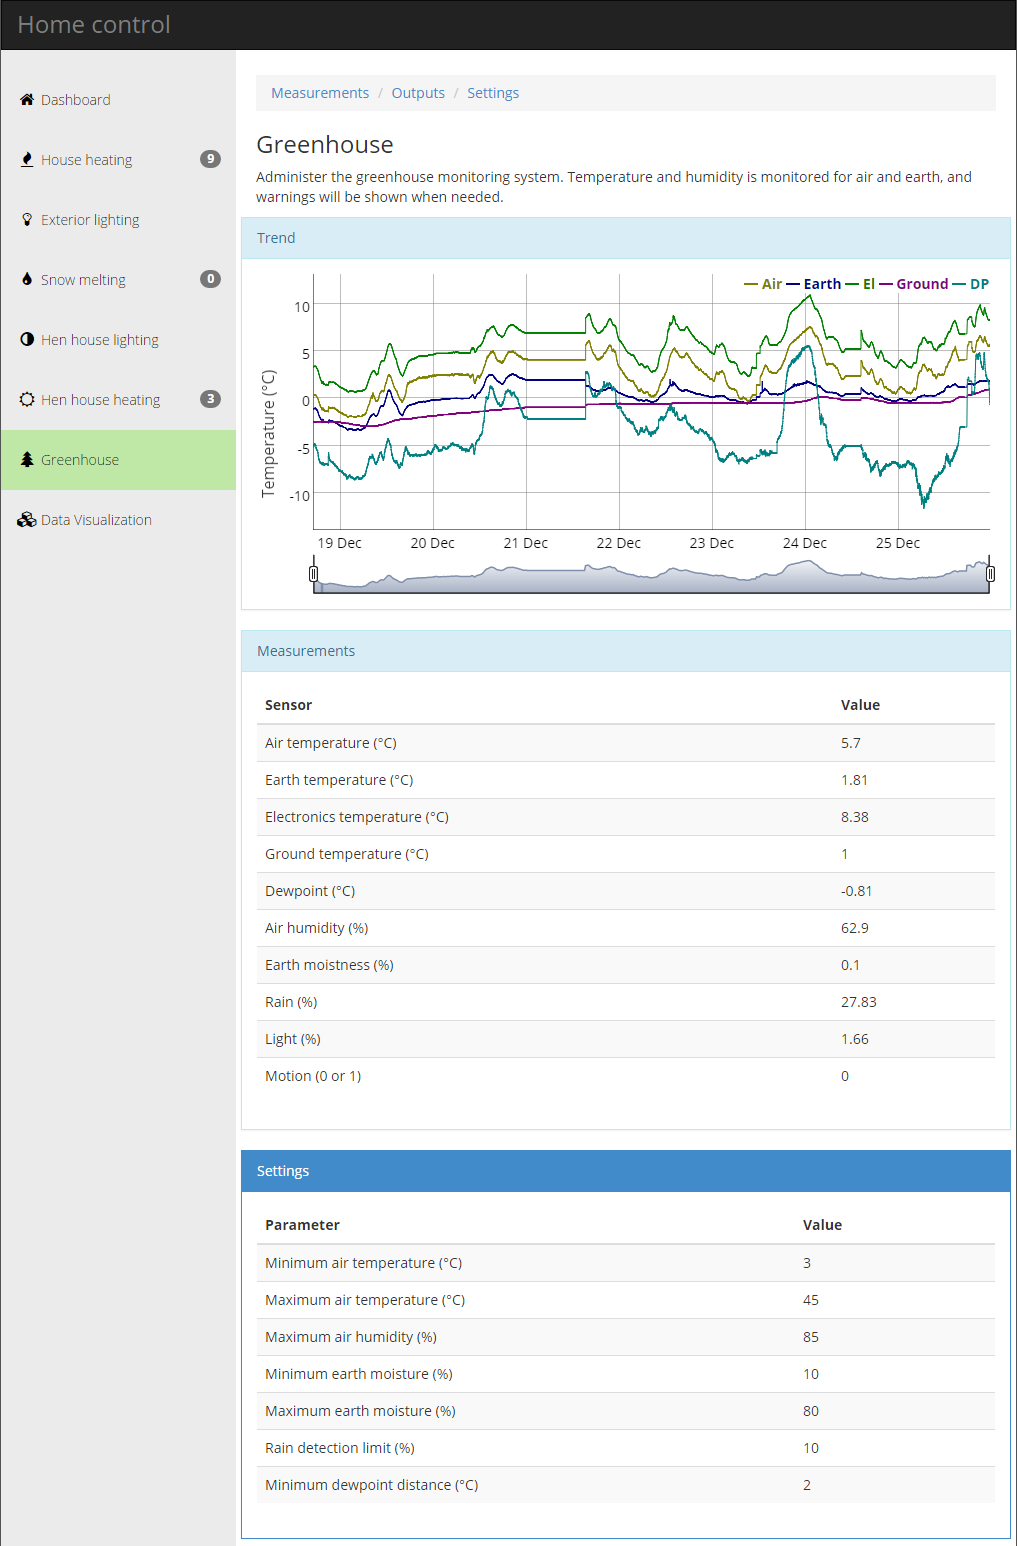 Home control
Dashboard
House heating 9
Exterior lighting
Snow melting 0
Hen house lighting
Hen house heating 3
Greenhouse
Data Visualization
Measurements / Outputs / Settings
Greenhouse
Administer the greenhouse monitoring system. Temperature and humidity is monitored for air and earth, and
warnings will be shown when needed.
Trend
Air Earth El Ground DP
Temperature (°C)
10
5
0
-5
-10
19 Dec 20 Dec 21 Dec 22 Dec 23 Dec 24 Dec 25 Dec
Measurements
Sensor Value
Air temperature (°C) 5.7
Earth temperature (°C) 1.81
Electronics temperature (°C) 8.38
Ground temperature (°C) 1
Dewpoint (°C) -0.81
Air humidity (%) 62.9
Earth moistness (%) 0.1
Rain (%) 27.83
Light (%) 1.66
Motion (0 or 1) 0
Settings
Parameter Value
Minimum air temperature (°C) 3
Maximum air temperature (°C) 45
Maximum air humidity (%) 85
Minimum earth moisture (%) 10
Maximum earth moisture (%) 80
Rain detection limit (%) 10
Minimum dewpoint distance (°C) 2